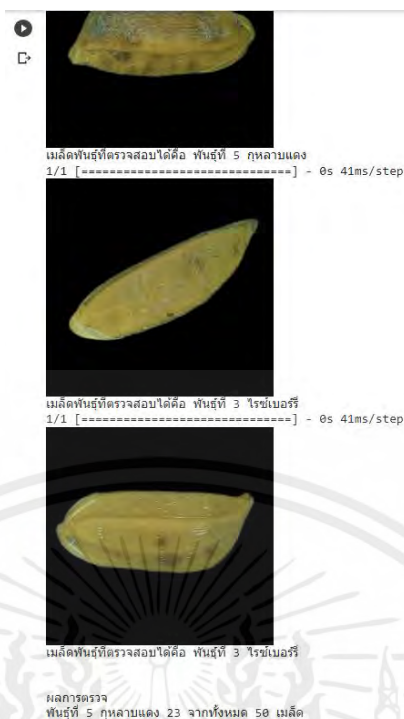 เมล็ดพันธุ์ที่ตรวจสอบได้คือ พันธุ์ที่ 5 กุหลาบแดง
1/1 [==============================] - 0s 41ms/step
เมล็ดพันธุ์ที่ตรวจสอบได้คือ พันธุ์ที่ 3 ไรซ์เบอร์รี่
1/1 [==============================] - 0s 41ms/step
เมล็ดพันธุ์ที่ตรวจสอบได้คือ พันธุ์ที่ 3 ไรซ์เบอร์รี่
ผลการตรวจ
พันธุ์ที่ 5 กุหลาบแดง 23 จากทั้งหมด 50 เมล็ด